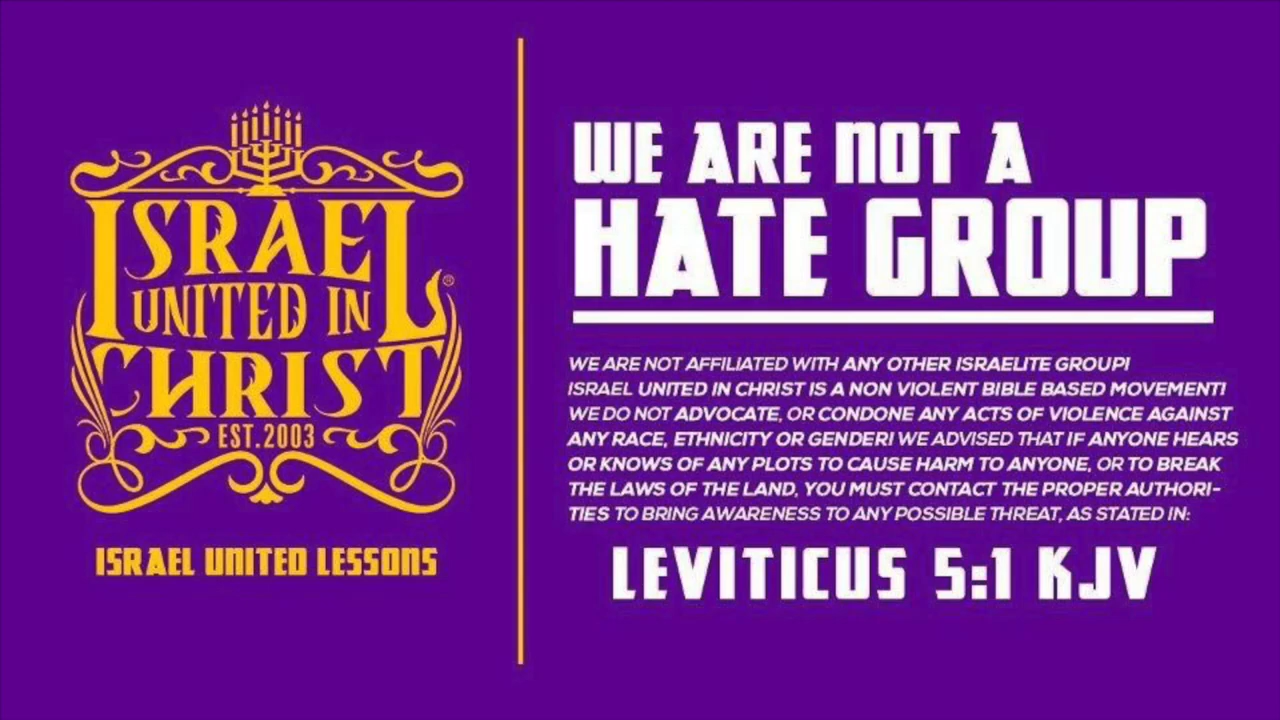 ISRAEL
UNITED IN
CHRIST
EST.2003
ISRAEL UNITED LESSONS
WE ARE NOT A
HATE GROUP
WE ARE NOT AFFILIATED WITH ANY OTHER ISRAELITE GROUP!
ISRAEL UNITED IN CHRIST IS A NON VIOLENT BIBLE BASED MOVEMENT!
WE DO NOT ADVOCATE, OR CONDONE ANY ACTS OF VIOLENCE AGAINST
ANY RACE, ETHNICITY OR GENDER! WE ADVISED THAT IF ANYONE HEARS
OR KNOWS OF ANY PLOTS TO CAUSE HARM TO ANYONE, OR TO BREAK
THE LAWS OF THE LAND, YOU MUST CONTACT THE PROPER AUTHORI-
TIES TO BRING AWARENESS TO ANY POSSIBLE THREAT, AS STATED IN:
LEVITICUS 5:1 KJV